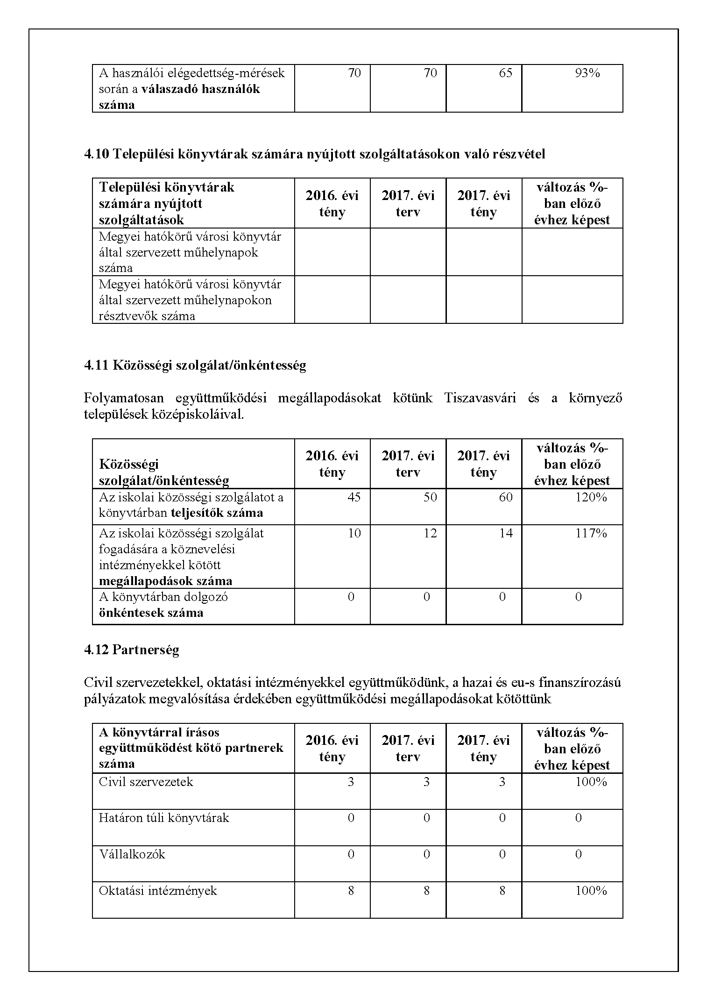 A használói elégedettség-mérések 70 70 65 93%
során a válaszadó használók
száma
4.10 Települési könyvtárak számára nyújtott szolgáltatásokon való részvétel
Települési könyvtárak
számára nyújtott
szolgáltatások
2016. évi
tény
2017. évi
terv
2017. évi
tény
változás %-
ban előző
évhez képest
Megyei hatókörű városi könyvtár
által szervezett műhelynapok
száma
Megyei hatókörű városi könyvtár
által szervezett műhelynapokon
résztvevők száma
4.11 Közösségi szolgálat/önkéntesség
Folyamatosan együttműködési megállapodásokat kötünk Tiszavasvári és a környező
települések középiskoláival.
Közösségi
szolgálat/önkéntesség
2016. évi
tény
2017. évi
terv
2017. évi
tény
változás %-
ban előző
évhez képest
Az iskolai közösségi szolgálatot a 45 50 60 120%
könyvtárban teljesítők száma
Az iskolai közösségi szolgálat 10 12 14 117%
fogadására a köznevelési
intézményekkel kötött
megállapodások száma
A könyvtárban dolgozó 0 0 0 0
önkéntesek száma
4.12 Partnerség
Civil szervezetekkel, oktatási intézményekkel együttműködünk, a hazai és eu-s finanszírozású
pályázatok megvalósítása érdekében együttműködési megállapodásokat kötöttünk
A könyvtárral írásos
együttműködést kötő partnerek
száma
2016. évi
tény
2017. évi
terv
2017. évi
tény
változás %-
ban előző
évhez képest
Civil szervezetek 3 3 3 100%
Határon túli könyvtárak 0 0 0 0
Vállalkozók 0 0 0 0
Oktatási intézmények 8 8 8 100%